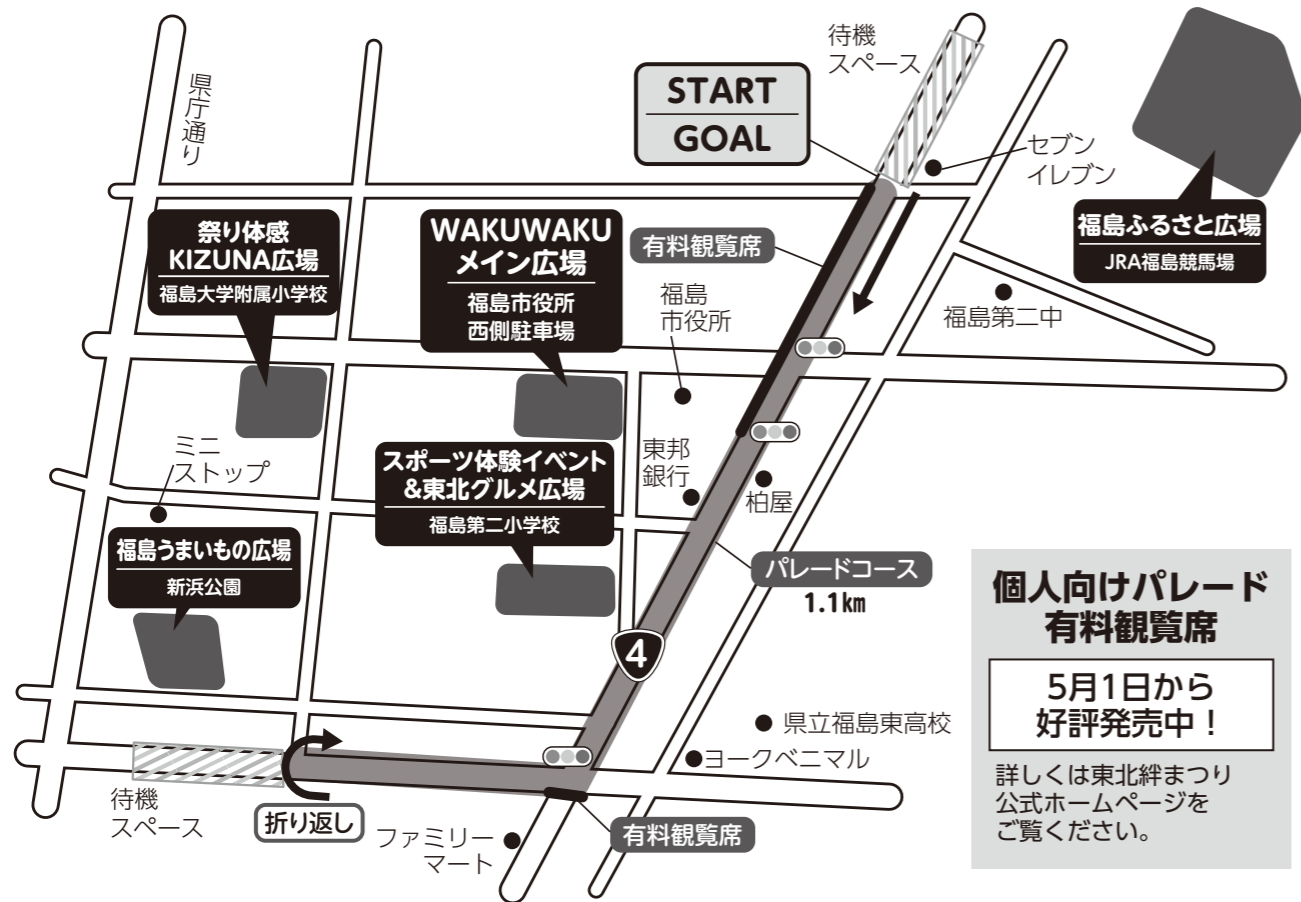 待機
スペース
START
GOAL
県庁通り
セブン
イレブン
祭り体感
KIZUNA広場
福島大学附属小学校
WAKUWAKU
メイン広場
福島市役所
西側駐車場
有料観覧席
福島ふるさと広場
JRA福島競馬場
福島
市役所
福島第二中
ミニ
ストップ
スポーツ体験イベント
&東北グルメ広場
福島第二小学校
東邦
銀行
柏屋
福島うまいもの広場
新浜公園
パレードコース
1.1km
4
個人向けパレード
有料観覧席
5月1日から
好評発売中！
詳しくは東北絆まつり
公式ホームページを
ご覧ください。
県立福島東高校
ヨークベニマル
待機
スペース
折り返し
ファミリー
マート
有料観覧席